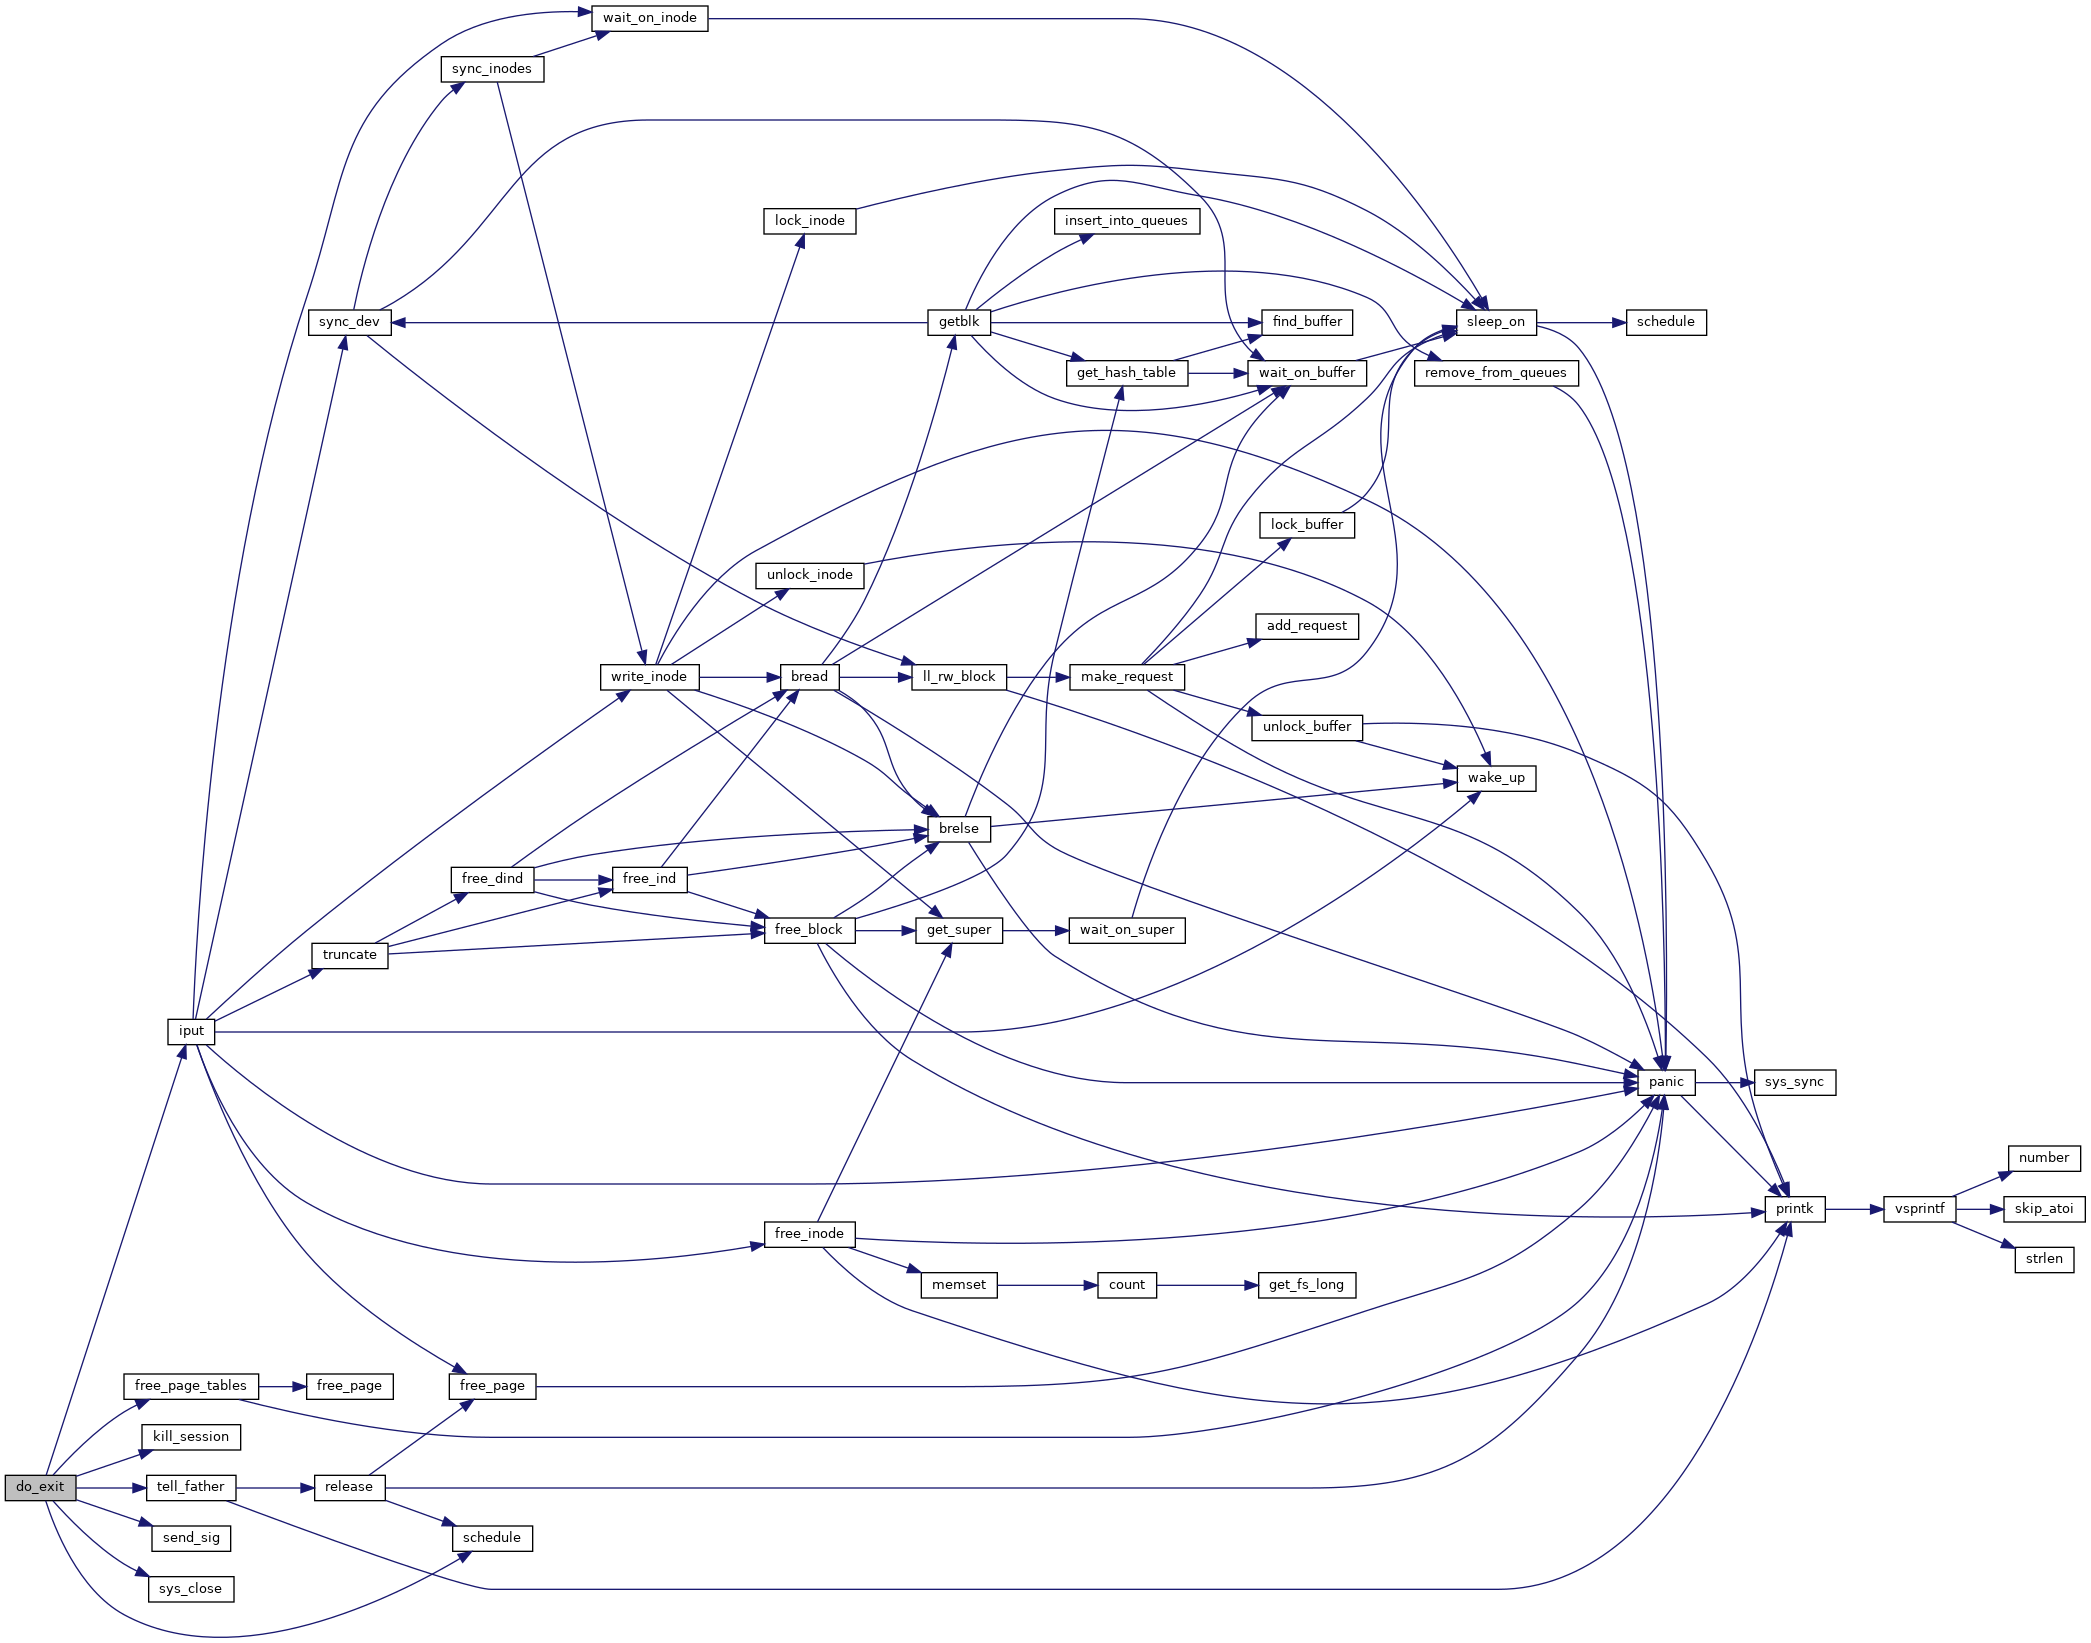 wait_on_inode
sync_inodes
lock_inode
insert_into_queues
sync_dev
getblk
find_buffer
sleep_on
schedule
get_hash_table
wait_on_buffer
remove_from_queues
lock_buffer
unlock_inode
add_request
write_inode
bread
ll_rw_block
make_request
unlock_buffer
wake_up
brelse
free_dind
free_ind
free_block
get_super
wait_on_super
truncate
iput
panic
sys_sync
number
printk
vsprintf
skip_atoi
free_inode
strlen
memset
count
get_fs_long
free_page_tables
free_page
free_page
kill_session
do_exit
tell_father
release
send_sig
schedule
sys_close